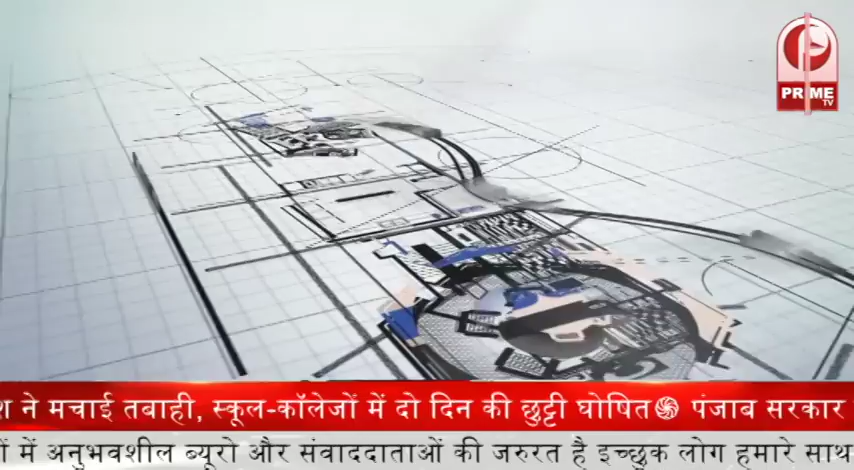 PRIME
TV
ने मचाई तबाही, स्कूल-कॉलेजों में दो दिन की छुट्टी घोषित֍ पंजाब सरकार
में अनुभवशील ब्यूरो और संवाददाताओं की जरुरत है इच्छुक लोग हमारे साथ